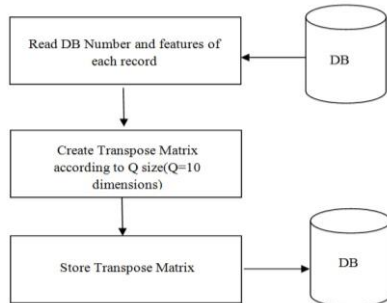 Read DB Number and features of
each record
DB
Create Transpose Matrix
according to Q size(Q=10
dimensions)
Store Transpose Matrix
DB